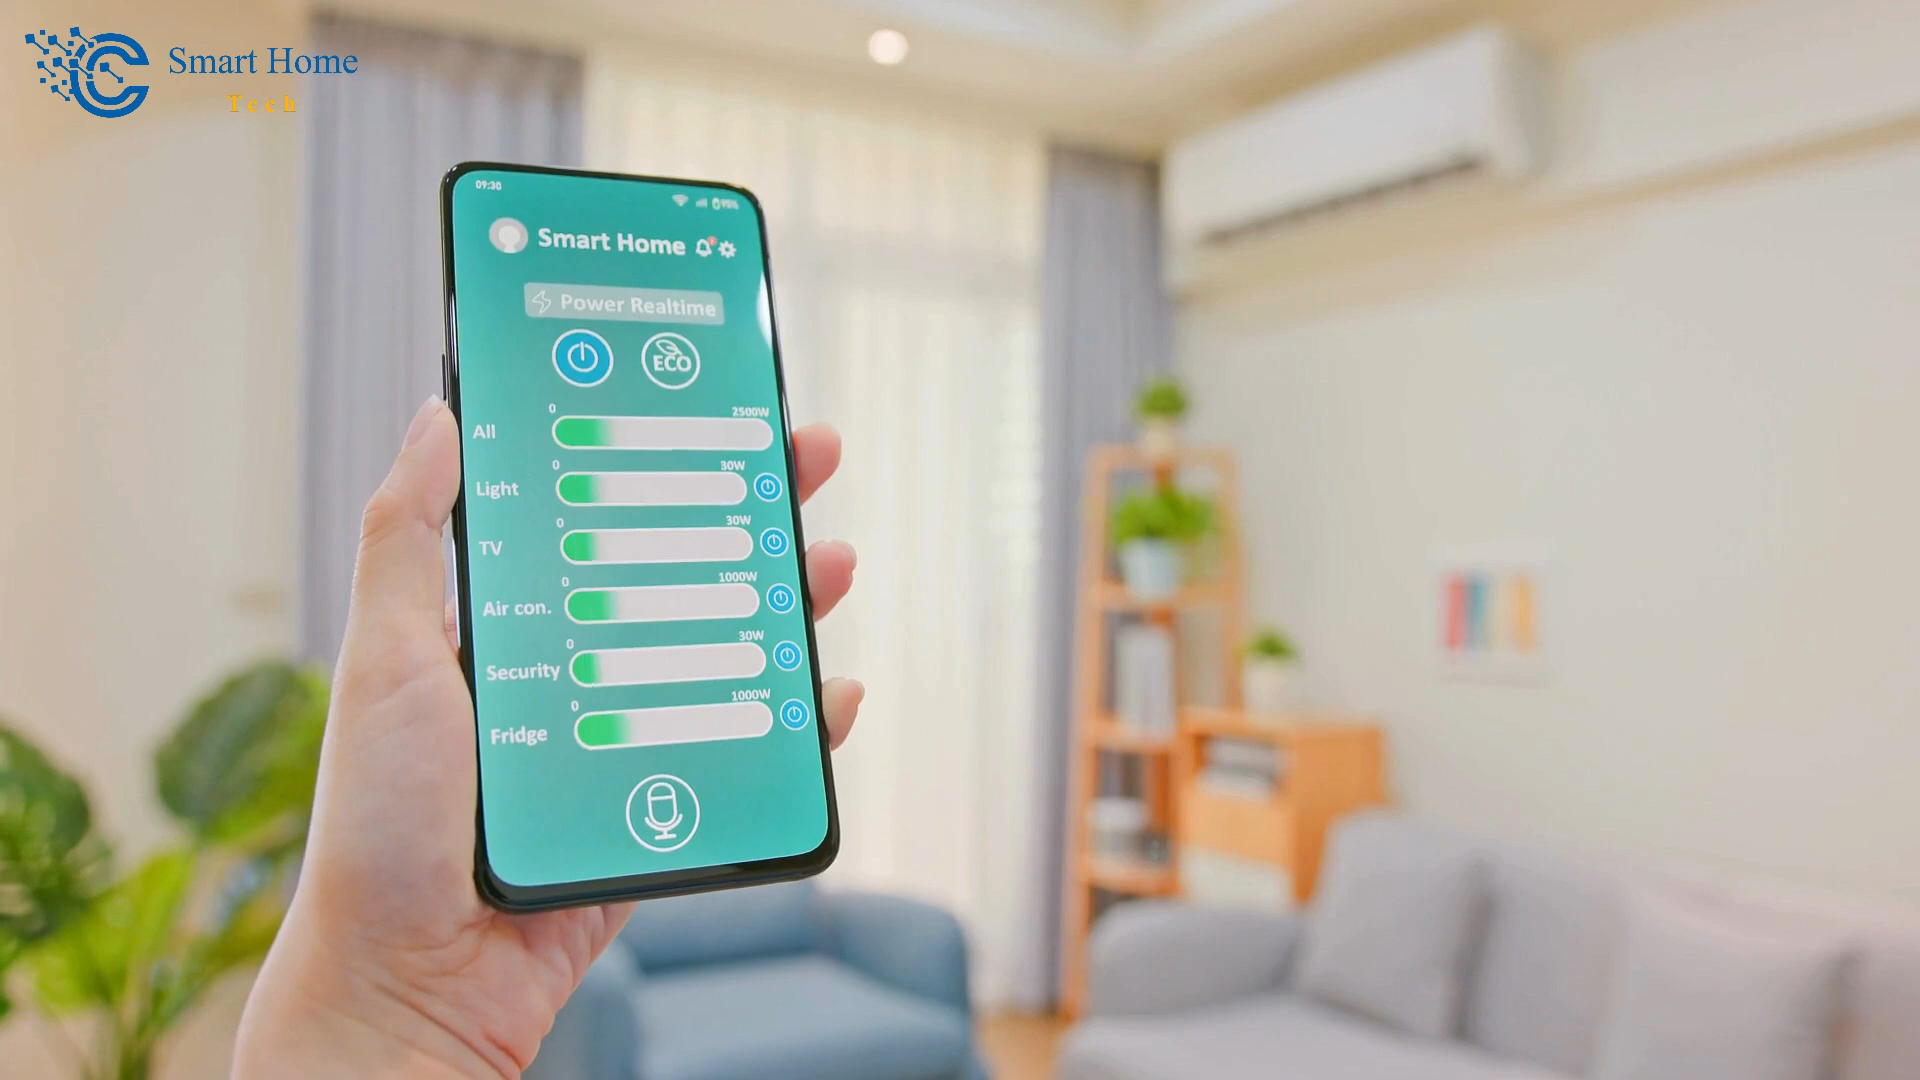 Smart Home
Tech
09:30
95%
Smart Home
Power Realtime
ECO
0 2500W
All
0 30W
Light
0 30W
TV
0 1000W
Air con.
0 30W
Security
0 1000W
Fridge